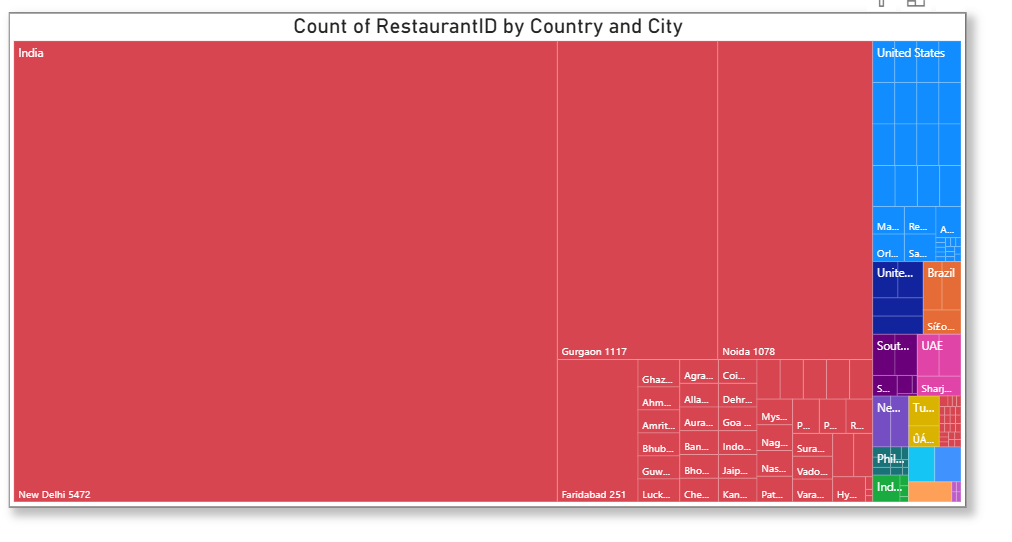 Count of RestaurantID by Country and City
India
United States
Gurgaon 1117
Noida 1078
New Delhi 5472
Faridabad 251
Ghaz...
Ahm...
Amrit...
Bhub...
Guw...
Luck...
Agra...
Alla...
Aura...
Ban...
Bho...
Che...
Coi...
Dehr...
Goa ...
Indo...
Jaip...
Kan...
Mys...
Nag...
Nas...
Pat...
P...
P...
R...
Sura...
Vado...
Vara...
Hy...
Ma...
Re...
A...
Orl...
Sa...
Unite...
Brazil
Sí£o...
Sout...
UAE
S...
Sharj...
Ne...
Tu...
ÛÁ...
Phil...
Ind...